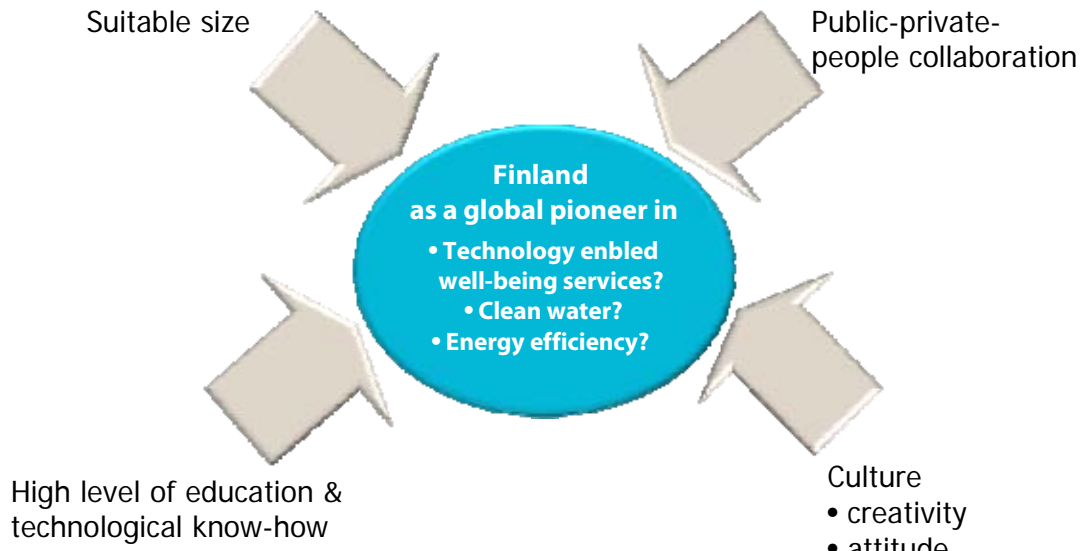 Suitable size
Public-private-
people collaboration
Finland
as a global pioneer in
• Technology enbled
well-being services?
• Clean water?
• Energy efficiency?
High level of education &
technological know-how
Culture
• creativity
• attitude